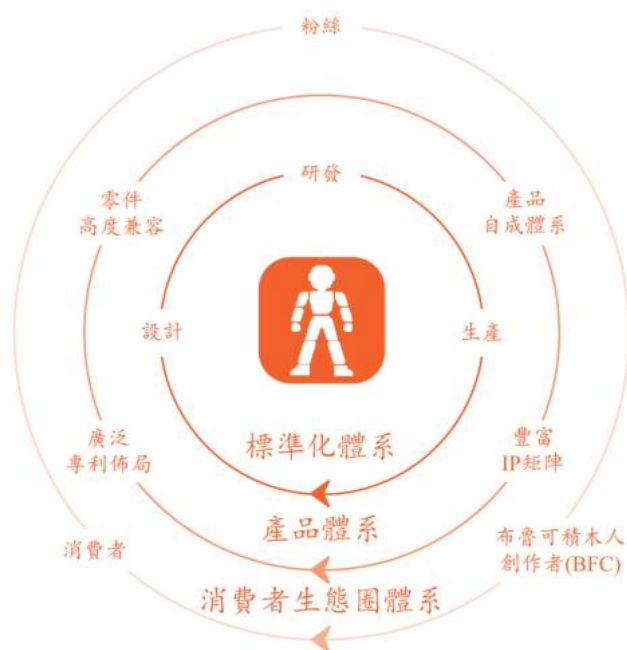 粉絲
研發
零件
高度兼容
產品
自成體系
設計
生產
標準化體系
廣泛
專利佈局
豐富
IP矩陣
產品體系
消費者
布魯可積木人
創作者(BFC)
消費者生態圈體系